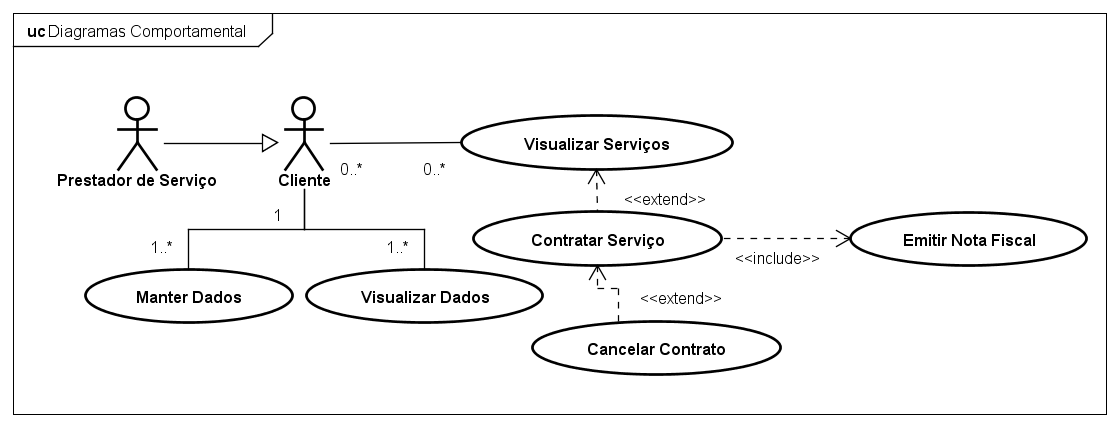 uc Diagramas Comportamental
Prestador de Serviço
Cliente
0..*
0..*
Visualizar Serviços
<<extend>>
Contratar Serviço
<<include>>
Emitir Nota Fiscal
1
1..*
1..*
Manter Dados
Visualizar Dados
<<extend>>
Cancelar Contrato